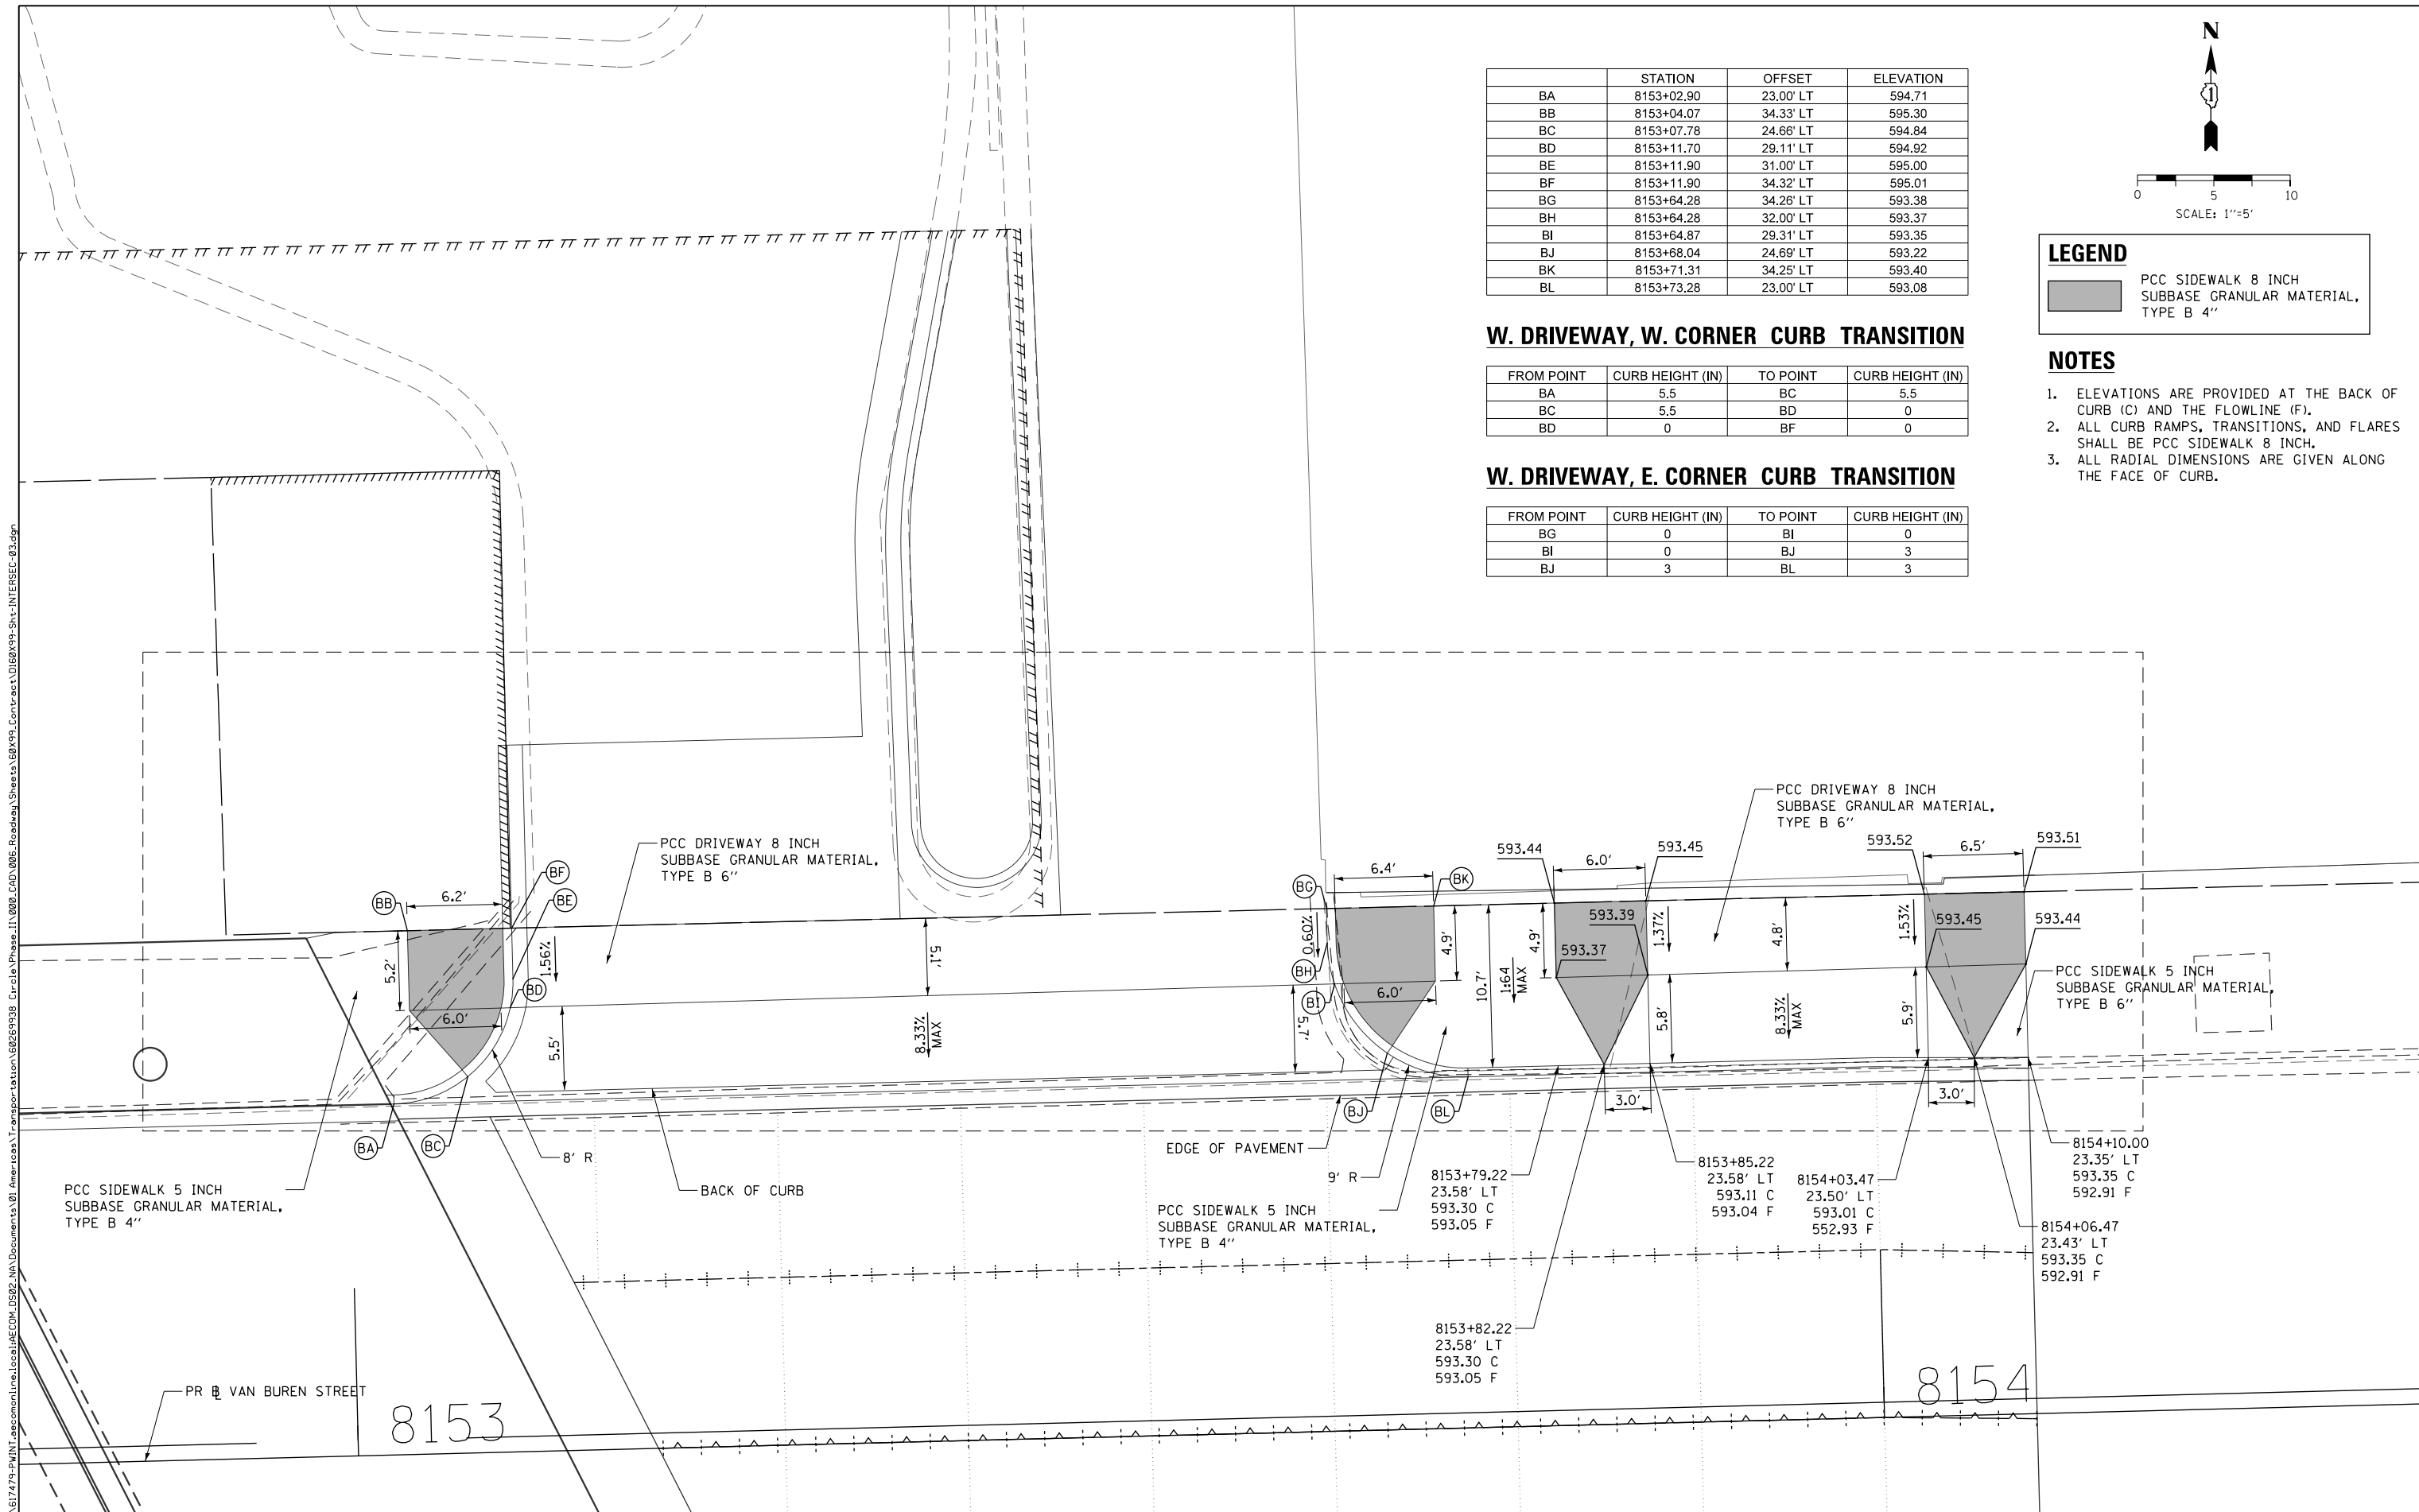 N
1
0 5 10
SCALE: 1''=5'
STATION OFFSET ELEVATION
BA 8153+02.90 23.00' LT 594.71
BB 8153+04.07 34.33' LT 595.30
BC 8153+07.78 24.66' LT 594.84
BD 8153+11.70 29.11' LT 594.92
BE 8153+11.90 31.00' LT 595.00
BF 8153+11.90 34.32' LT 595.01
BG 8153+64.28 34.26' LT 593.38
BH 8153+64.28 32.00' LT 593.37
BI 8153+64.87 29.31' LT 593.35
BJ 8153+68.04 24.69' LT 593.22
BK 8153+71.31 34.25' LT 593.40
BL 8153+73.28 23.00' LT 593.08
W. DRIVEWAY, W. CORNER CURB TRANSITION
FROM POINT CURB HEIGHT (IN) TO POINT CURB HEIGHT (IN)
BA 5.5 BC 5.5
BC 5.5 BD 0
BD 0 BF 0
W. DRIVEWAY, E. CORNER CURB TRANSITION
FROM POINT CURB HEIGHT (IN) TO POINT CURB HEIGHT (IN)
BG 0 BI 0
BI 0 BJ 3
BJ 3 BL 3
LEGEND
PCC SIDEWALK 8 INCH
SUBBASE GRANULAR MATERIAL,
TYPE B 4''
NOTES
1. ELEVATIONS ARE PROVIDED AT THE BACK OF
CURB (C) AND THE FLOWLINE (F).
2. ALL CURB RAMPS, TRANSITIONS, AND FLARES
SHALL BE PCC SIDEWALK 8 INCH.
3. ALL RADIAL DIMENSIONS ARE GIVEN ALONG
THE FACE OF CURB.
PCC DRIVEWAY 8 INCH
SUBBASE GRANULAR MATERIAL,
TYPE B 6''
PCC DRIVEWAY 8 INCH
SUBBASE GRANULAR MATERIAL,
TYPE B 6''
BB
6.2'
BF
BE
5.2'
1.56%
BD
6.0'
5.5'
5.1'
8.33%
MAX
BA
BC
8' R
BG
6.4'
BK
0.60%
BH
BI
6.0'
4.9'
5.7'
10.7'
1:64
MAX
BJ
BL
9' R
593.44
6.0'
593.45
593.39
593.37
4.9'
1.37%
5.8'
3.0'
4.8'
8.33%
MAX
593.52
6.5'
593.51
1.53%
593.45
593.44
5.9'
3.0'
PCC SIDEWALK 5 INCH
SUBBASE GRANULAR MATERIAL,
TYPE B 6''
PCC SIDEWALK 5 INCH
SUBBASE GRANULAR MATERIAL,
TYPE B 4''
BACK OF CURB
EDGE OF PAVEMENT
PCC SIDEWALK 5 INCH
SUBBASE GRANULAR MATERIAL,
TYPE B 4''
8153+79.22
23.58' LT
593.30 C
593.05 F
8153+85.22
23.58' LT
593.11 C
593.04 F
8154+03.47
23.50' LT
593.01 C
552.93 F
8154+10.00
23.35' LT
593.35 C
592.91 F
8154+06.47
23.43' LT
593.35 C
592.91 F
8153+82.22
23.58' LT
593.30 C
593.05 F
PR BL VAN BUREN STREET
8153
8154